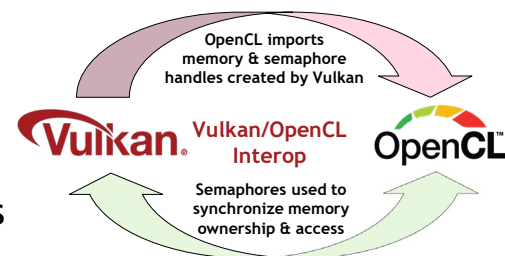 OpenCL imports
memory & semaphore
handles created by Vulkan
Vulkan®
Vulkan/OpenCL
Interop
OpenCL™
Semaphores used to
synchronize memory
ownership & access
s